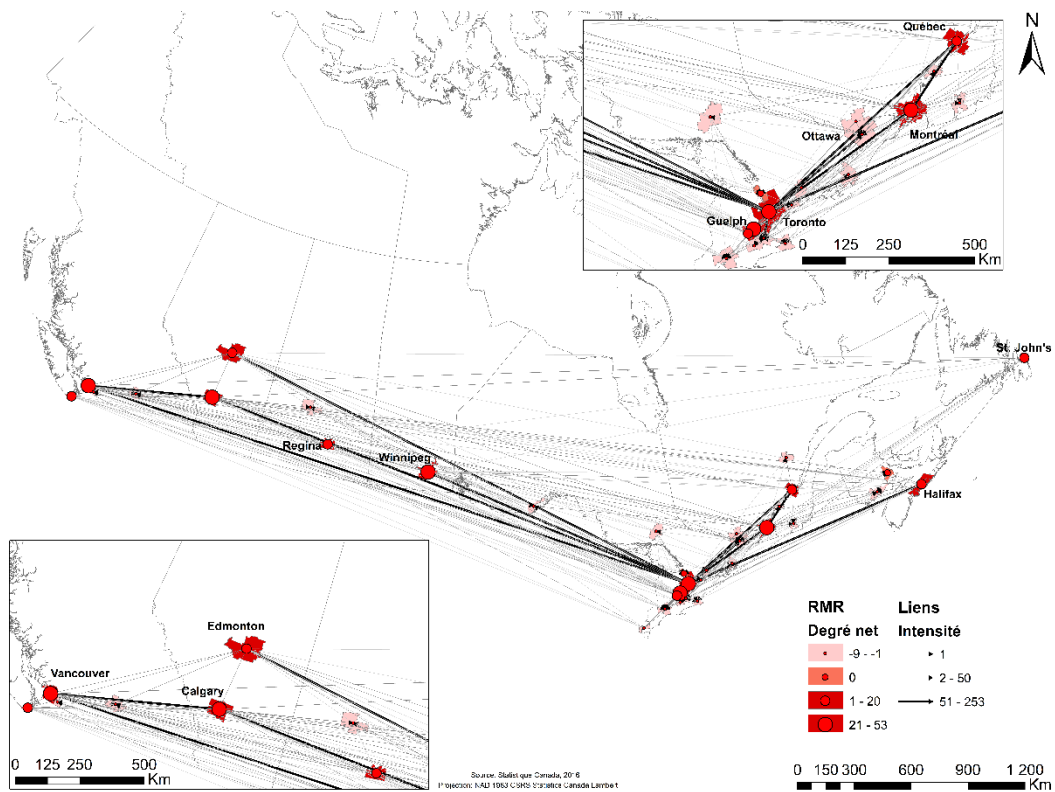 N
Québec
Ottawa
Montréal
Guelph
Toronto
0 125 250 500
Km
St. John's
Regina
Winnipeg
Halifax
Edmonton
Vancouver
Calgary
0 125 250 500
Km
RMR Liens
Degré net Intensité
-9 - -1 1
0 2 - 50
1 - 20 51 - 253
21 - 53
Source: Statistique Canada, 2016
Projection: NAD 1983 CSRS Statistics Canada Lambert
0 150 300 600 900 1 200
Km